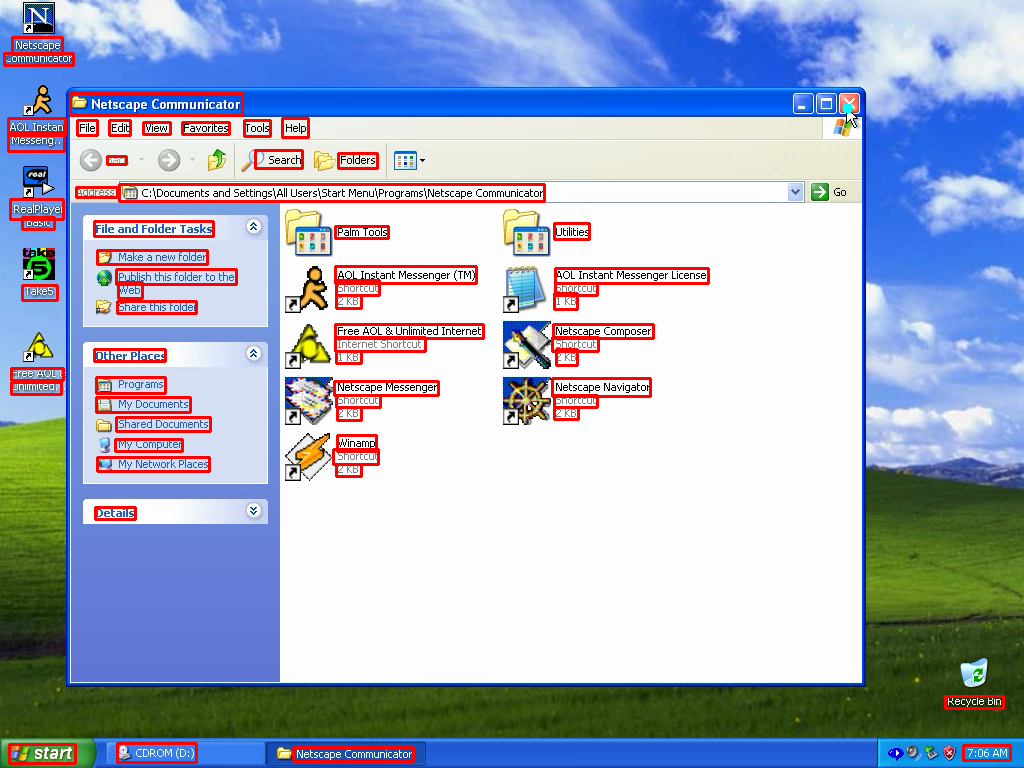 Netscape
Communicator
AOL Instant
Messeng...
real
RealPlayer
Basic
take
5
Take5
Free AOL &
Unlimited...
Netscape Communicator
File Edit View Favorites Tools Help
Back Search Folders
Address C:\Documents and Settings\All Users\Start Menu\Programs\Netscape Communicator Go
File and Folder Tasks
Make a new folder
Publish this folder to the
Web
Share this folder
Other Places
Programs
My Documents
Shared Documents
My Computer
My Network Places
Details
Palm Tools
Utilities
AOL Instant Messenger (TM)
Shortcut
2 KB
AOL Instant Messenger License
Shortcut
1 KB
Free AOL & Unlimited Internet
Internet Shortcut
1 KB
Netscape Composer
Shortcut
2 KB
Netscape Messenger
Shortcut
2 KB
Netscape Navigator
Shortcut
2 KB
Winamp
Shortcut
2 KB
Recycle Bin
start CDROM (D:) Netscape Communicator 7:06 AM